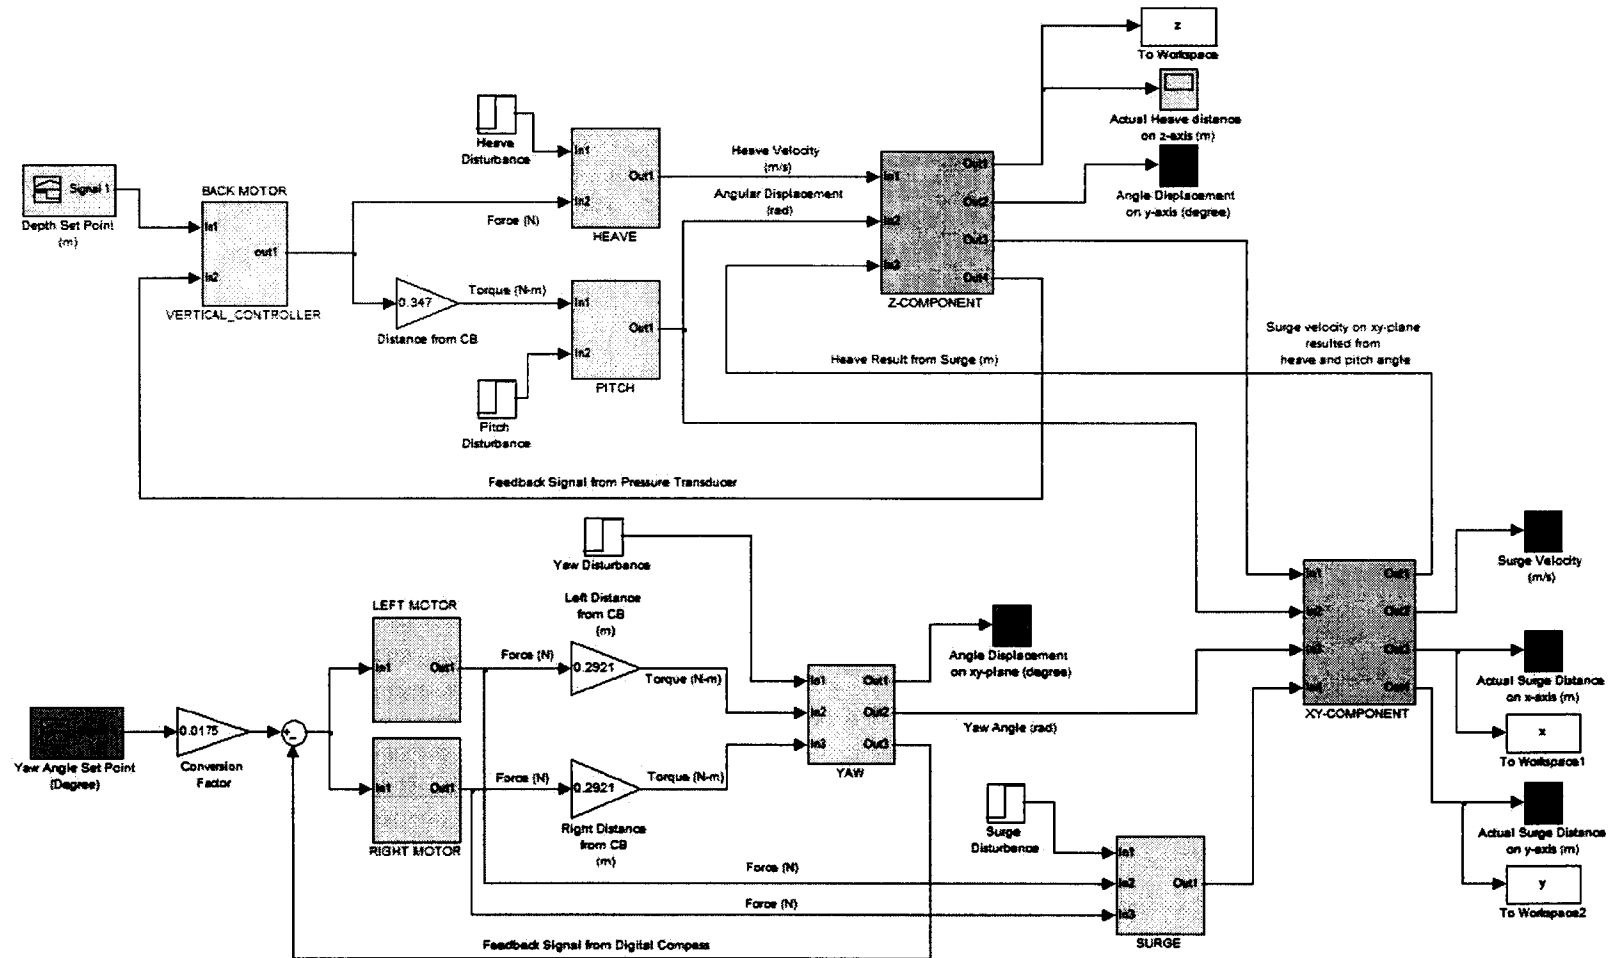 z
To Workspace
Actual Heave distance
on z-axis (m)
Heave
Disturbance
In1
In2
Out1
HEAVE
Heave Velocity
(m/s)
Angular Displacement
(rad)
In1
In2
In3
Out1
Out2
Out3
Out4
Z-COMPONENT
Angle Displacement
on y-axis (degree)
Signal 1
Depth Set Point
(m)
BACK MOTOR
In1
In2
out1
VERTICAL_CONTROLLER
Force (N)
0.347
Distance from CB
Torque (N-m)
In1
In2
Out1
PITCH
Pitch
Disturbance
Heave Result from Surge (m)
Surge velocity on xy-plane
resulted from
heave and pitch angle
Feedback Signal from Pressure Transducer
Yaw Disturbance
Left Distance
from CB
(m)
LEFT MOTOR
In1
Out1
Force (N)
0.2921
Torque (N-m)
Angle Displacement
on xy-plane (degree)
In1
In2
In3
Out1
Out2
Out3
YAW
Yaw Angle (rad)
In1
In2
In3
In4
Out1
Out2
Out3
Out4
XY-COMPONENT
Surge Velocity
(m/s)
Actual Surge Distance
on x-axis (m)
x
To Workspace1
Actual Surge Distance
on y-axis (m)
y
To Workspace2
Yaw Angle Set Point
(Degree)
0.0175
Conversion
Factor
+
-
In1
Out1
RIGHT MOTOR
Force (N)
0.2921
Torque (N-m)
Right Distance
from CB
(m)
Surge
Disturbence
Force (N)
Force (N)
In1
In2
In3
Out1
SURGE
Feedback Signal from Digital Compass